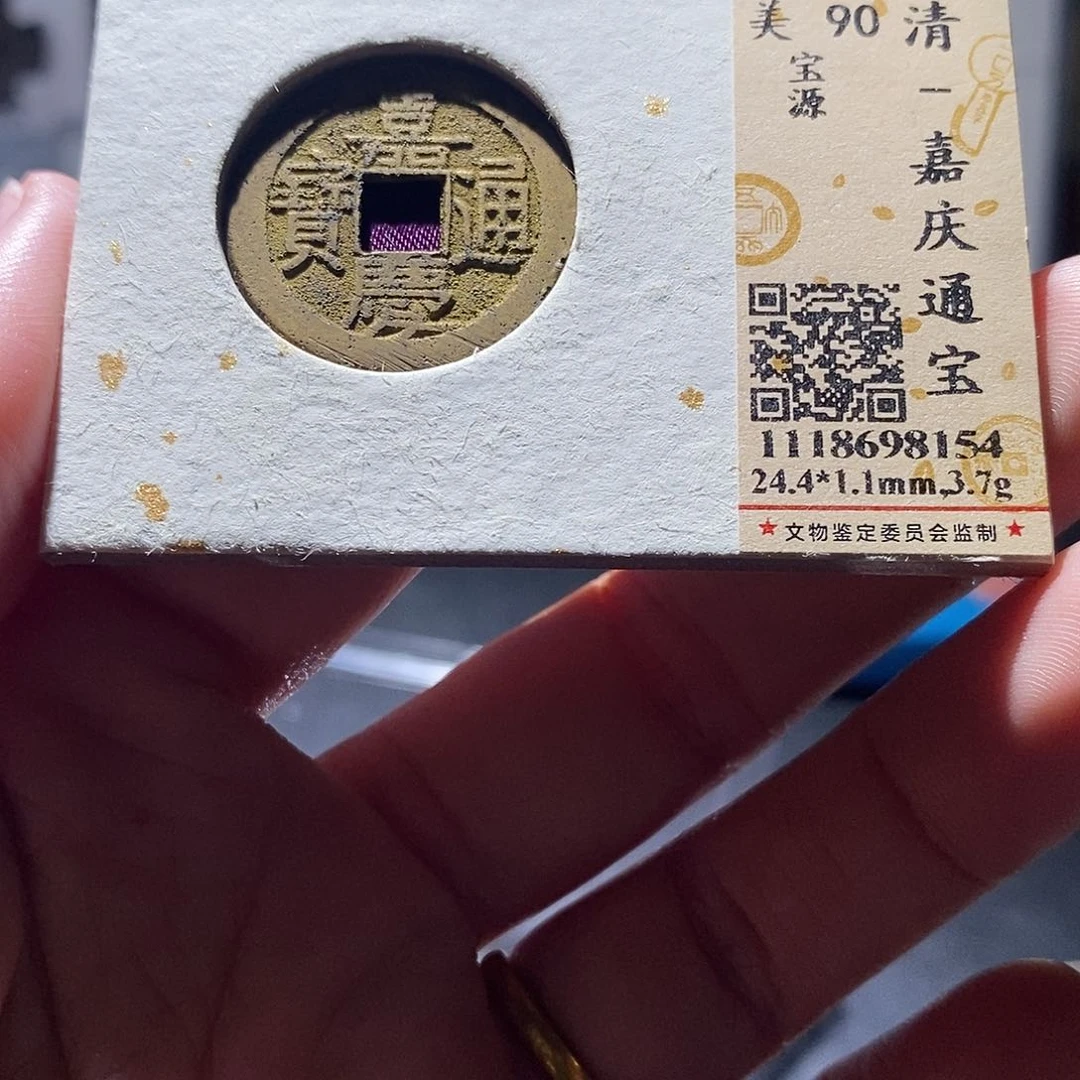 嘉慶通寶
美 90
宝源
清一嘉庆通宝
1118698154
24.4*1.1mm,3.7g
★文物鉴定委员会监制★